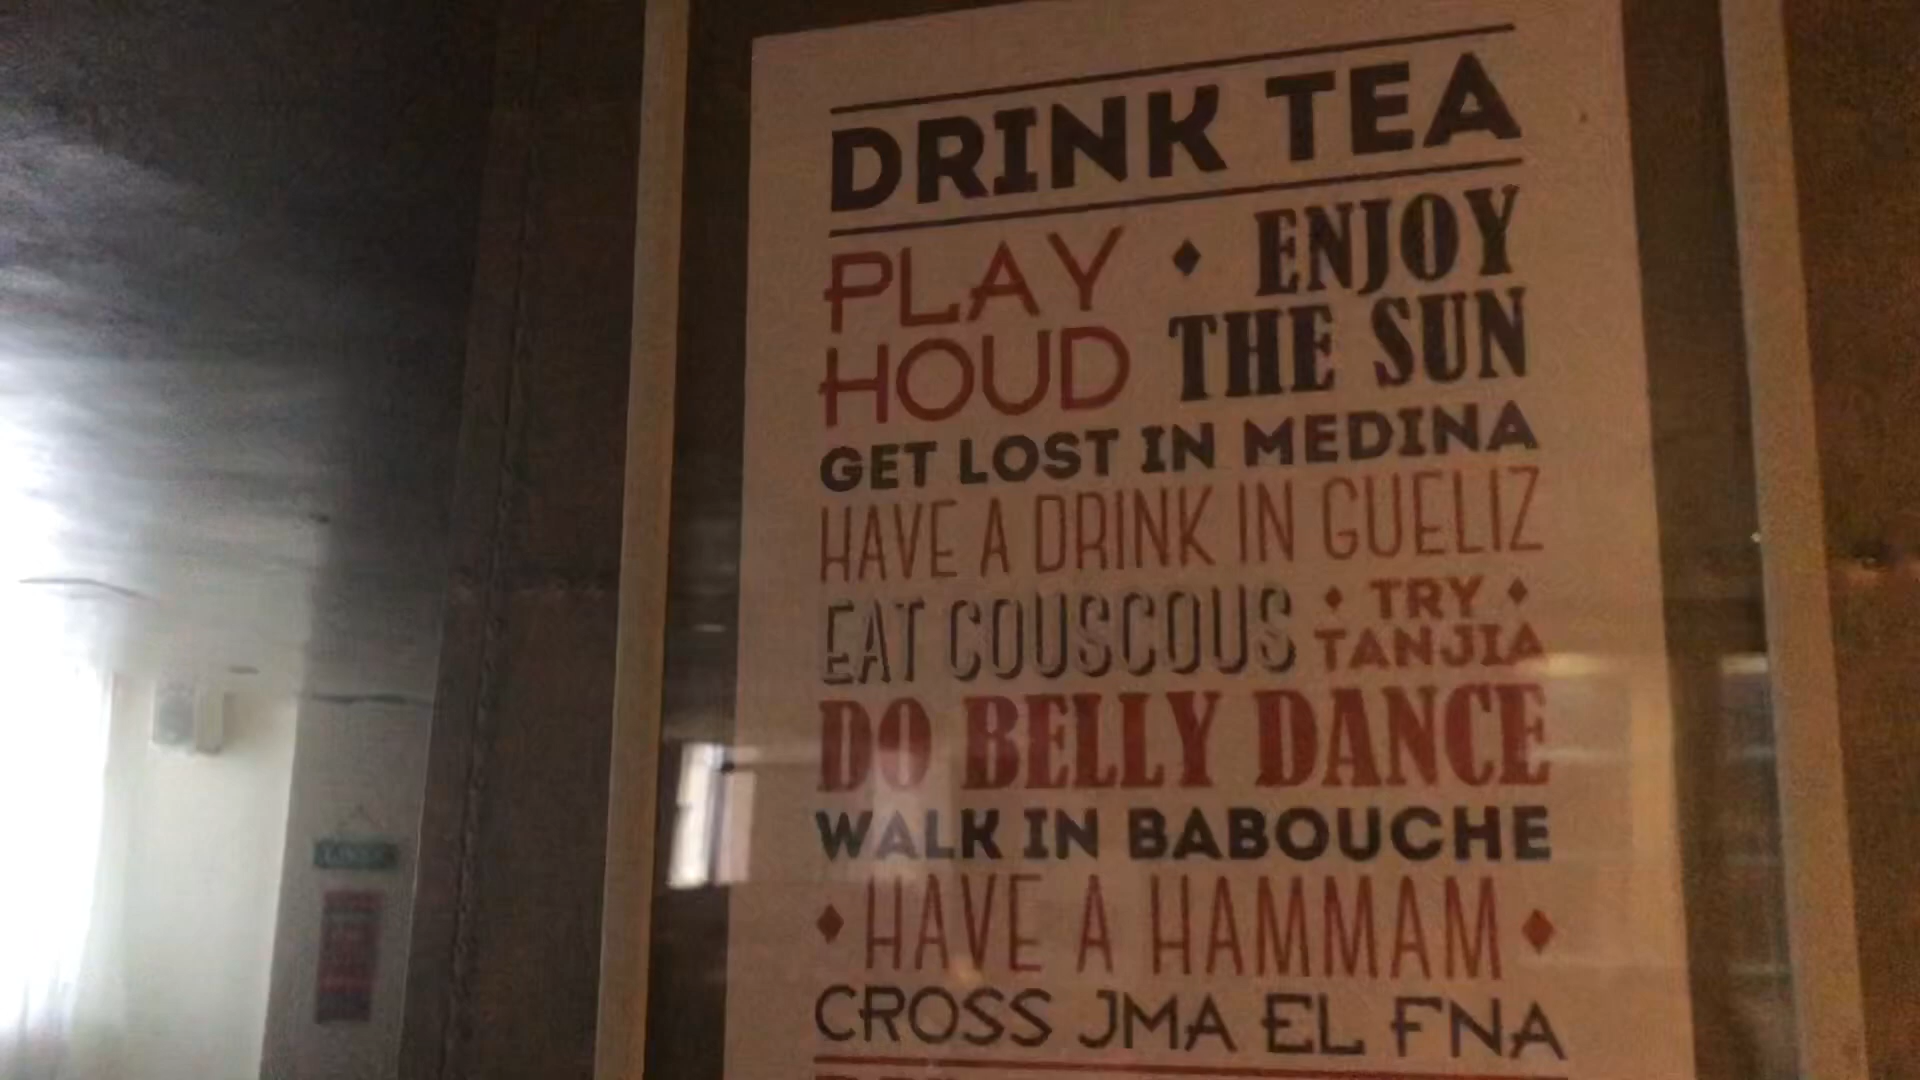 DRINK TEA
PLAY
HOUD
ENJOY
THE SUN
GET LOST IN MEDINA
HAVE A DRINK IN GUELIZ
EAT COUSCOUS
TRY
TANJIA
DO BELLY DANCE
WALK IN BABOUCHE
HAVE A HAMMAM
CROSS JMA EL FNA